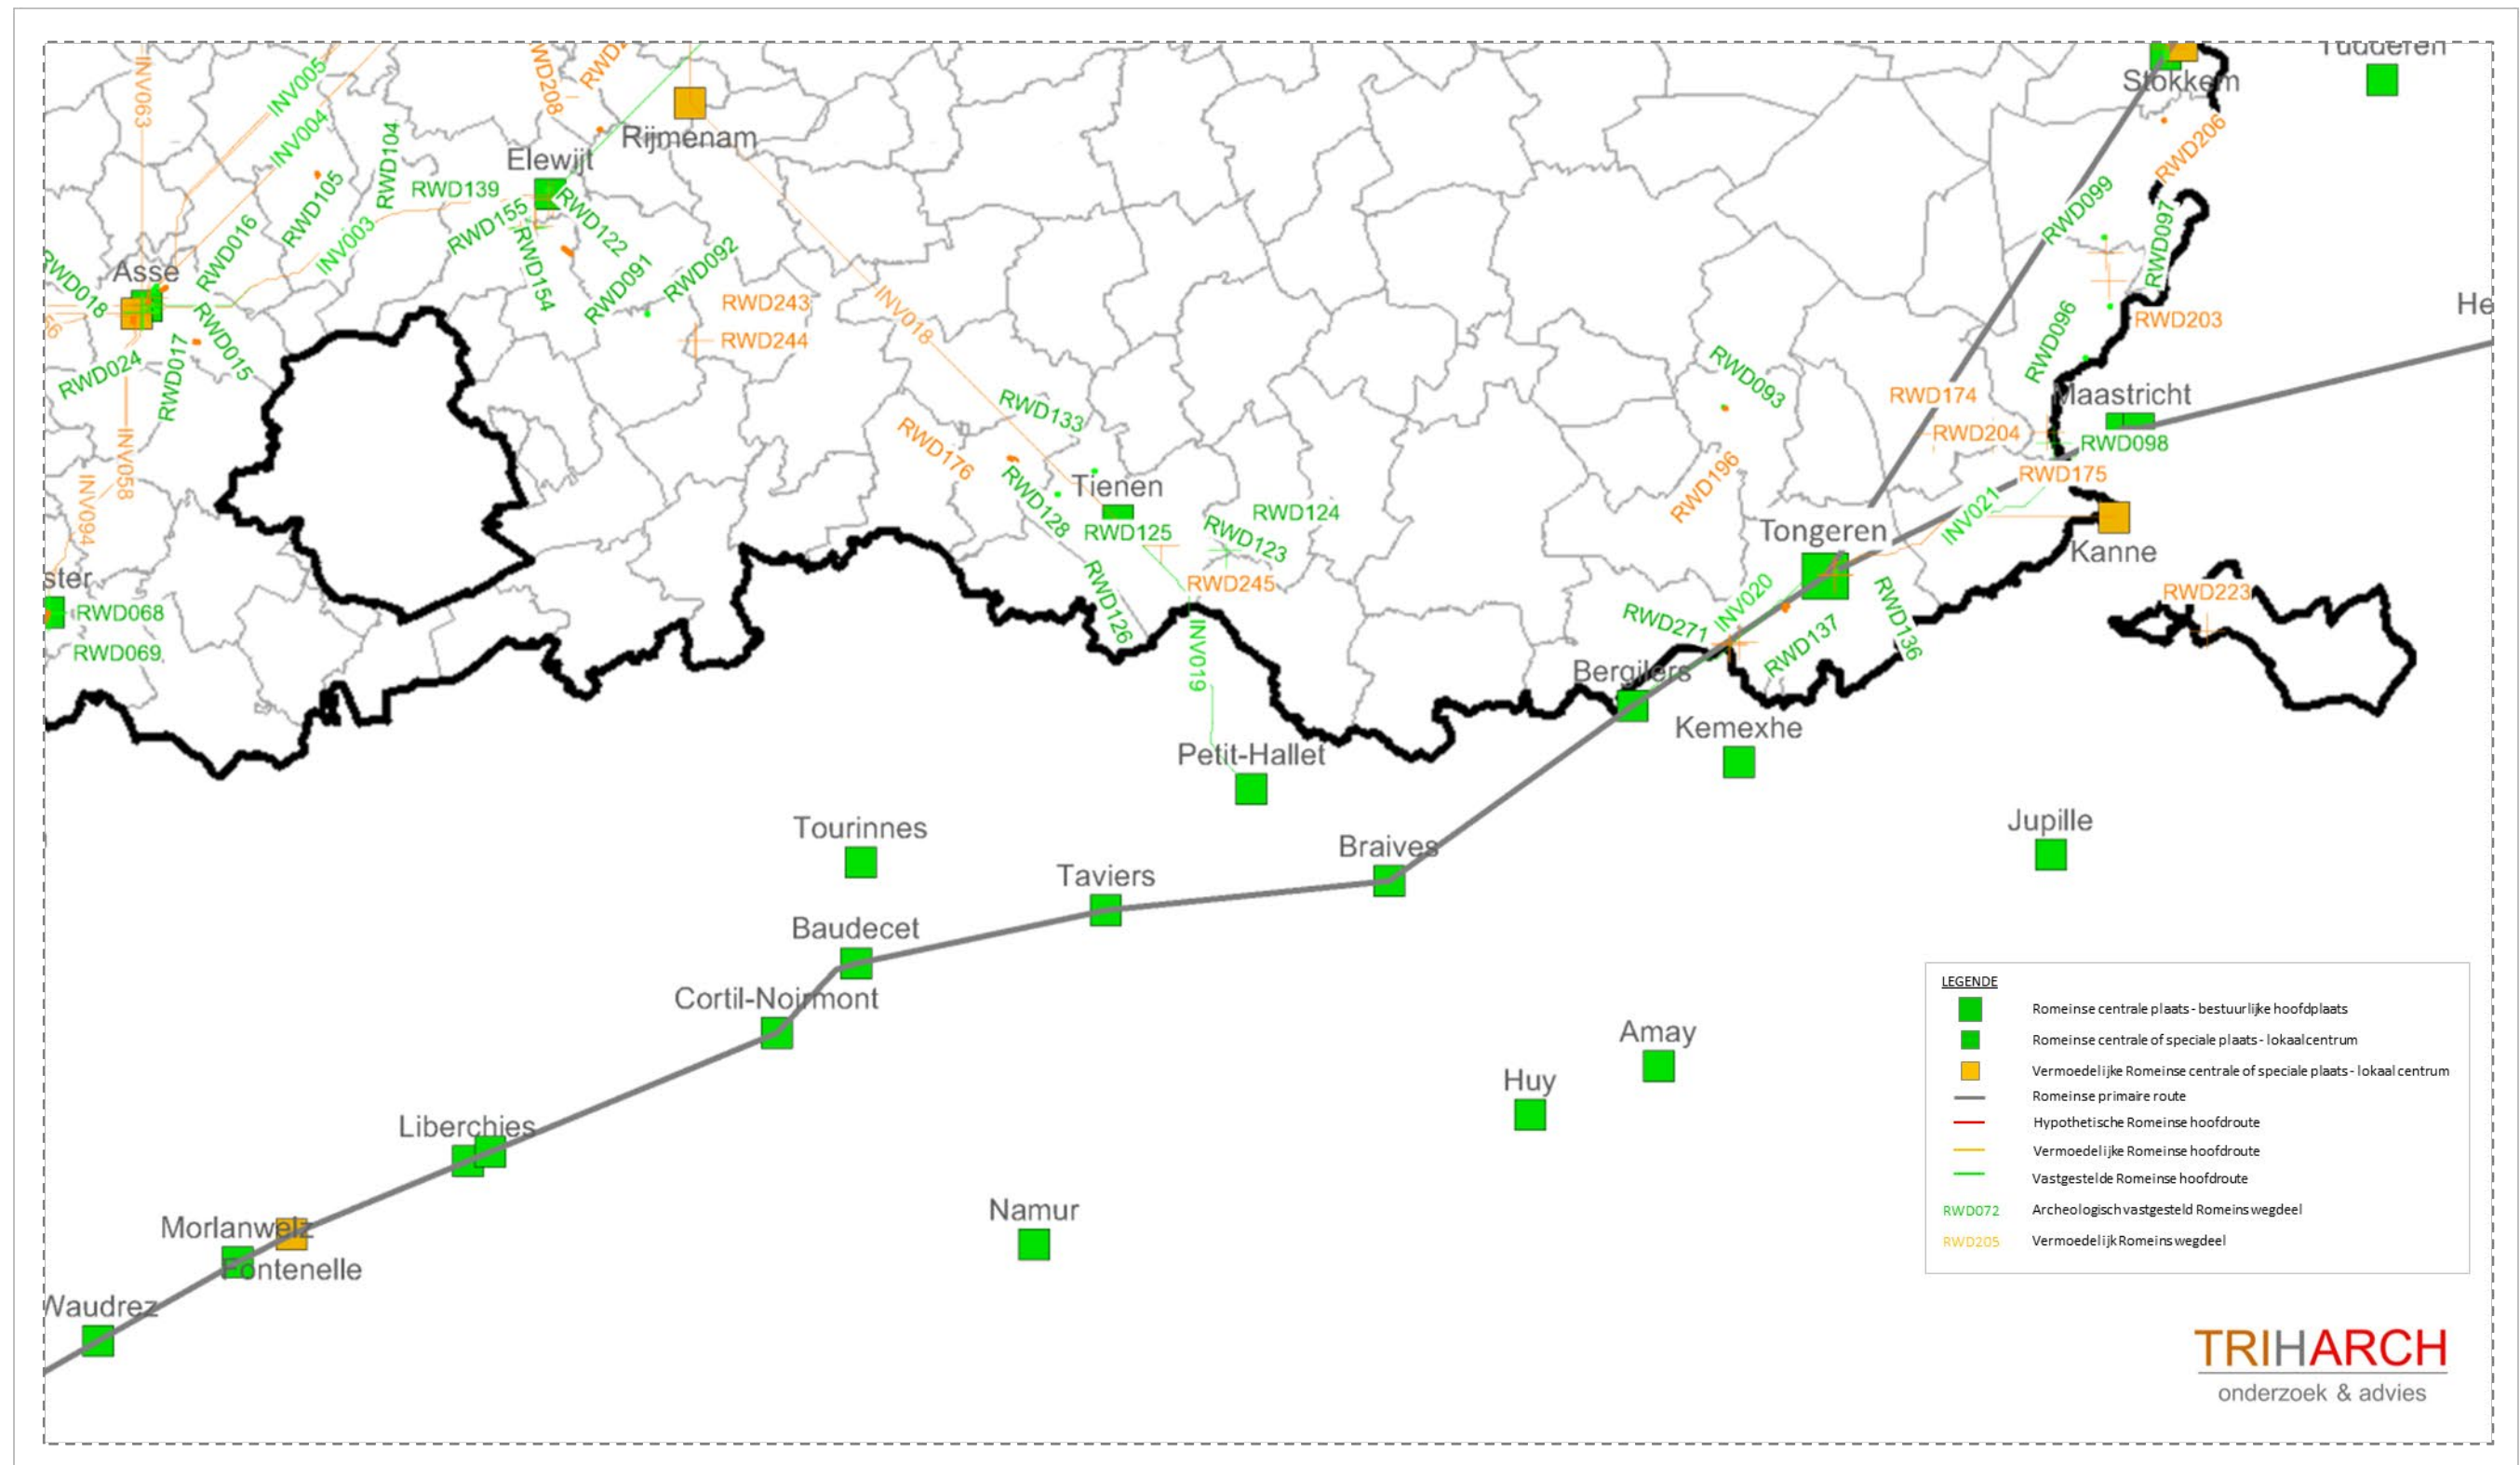 Tudderen
Stokkem
INV063
INV005
INV004
WD208
RWD2
Rijmenam
Elewijt
RWD104
RWD105
RWD139
RWD016
INV003
RWD155
RWD122
RWD154
RWD091
RWD092
RWD206
RWD099
RWD097
RWD018
Asse
66
RWD015
RWD017
RWD024
RWD243
RWD244
INV018
He
RWD203
RWD096
RWD093
RWD174
Maastricht
RWD204
RWD098
RWD175
RWD133
RWD176
INV058
INV094
Tienen
RWD128
RWD125
RWD124
RWD123
RWD196
Tongeren
INV021
Kanne
RWD245
RWD126
RWD223
ster
RWD068
RWD069
INV019
RWD271
INV020
RWD137
RWD136
Bergilers
Kemexhe
Petit-Hallet
Tourinnes
Jupille
Braives
Taviers
Baudecet
Cortil-Noirmont
Amay
Huy
Liberchies
Namur
Morlanwelz
Fontenelle
Waudrez
LEGENDE
Romeinse centrale plaats - bestuurlijke hoofdplaats
Romeinse centrale of speciale plaats - lokaal centrum
Vermoedelijke Romeinse centrale of speciale plaats - lokaal centrum
Romeinse primaire route
Hypothetische Romeinse hoofdroute
Vermoedelijke Romeinse hoofdroute
Vastgestelde Romeinse hoofdroute
RWD072 Archeologisch vastgesteld Romeins wegdeel
RWD205 Vermoedelijk Romeins wegdeel
TRIHARCH
onderzoek & advies